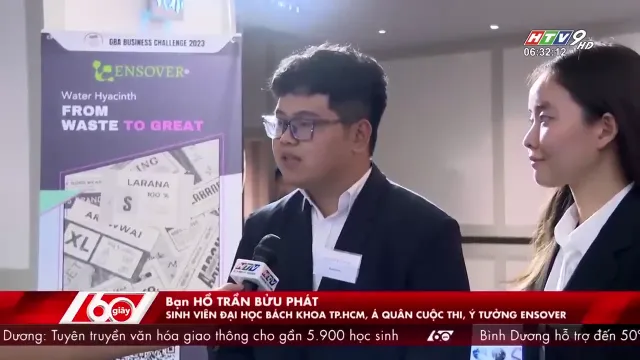 GBA BUSINESS CHALLENGE 2023
ENSOVER
Water Hyacinth
FROM
WASTE TO GREAT
LARANA
100 %
S
XL
HTV9 HD
06:32:12
HTV
60 giây
Bạn HỒ TRẦN BỬU PHÁT
SINH VIÊN ĐẠI HỌC BÁCH KHOA TP.HCM, Á QUÂN CUỘC THI, Ý TƯỞNG ENSOVER
Dương: Tuyên truyền văn hóa giao thông cho gần 5.900 học sinh
60s
Bình Dương hỗ trợ đến 50%